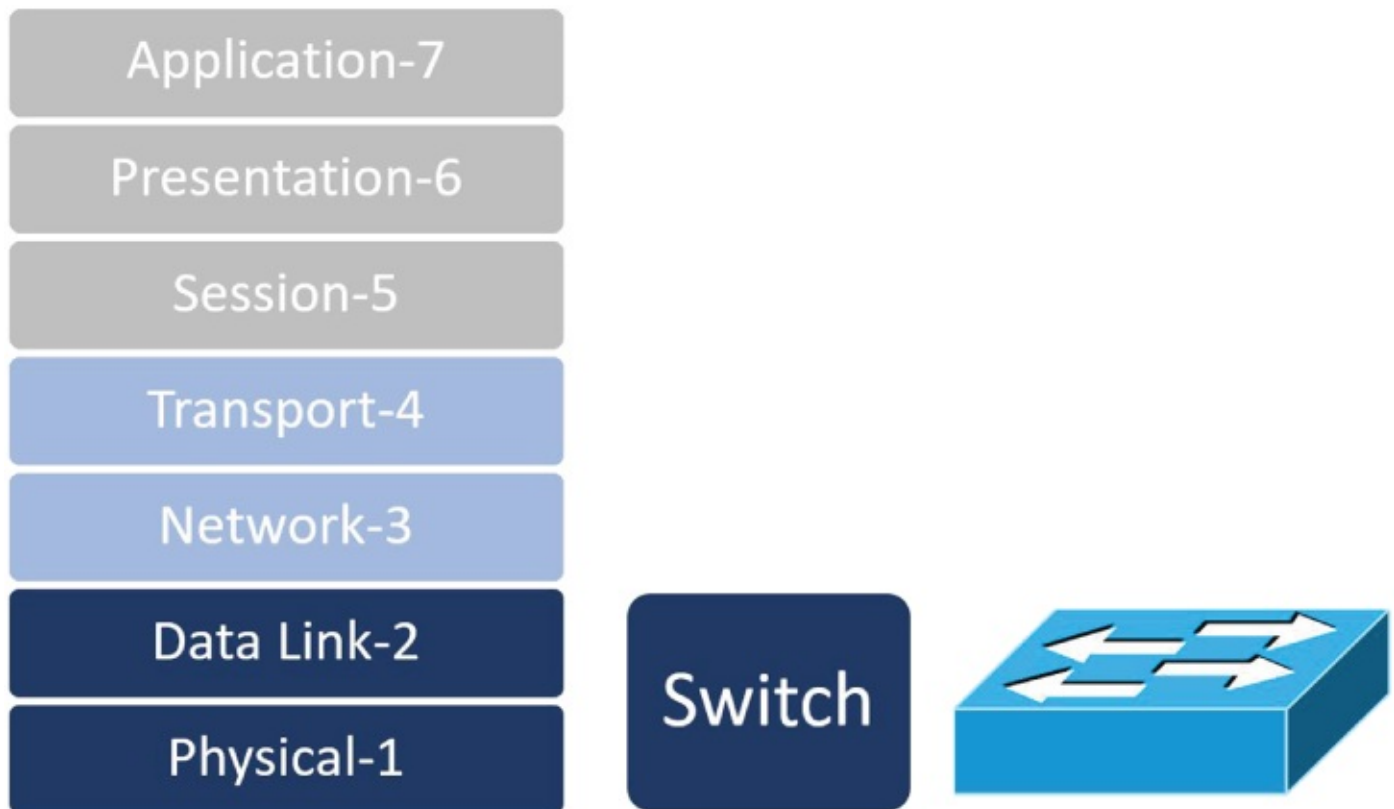 Application-7
Presentation-6
Session-5
Transport-4
Network-3
Data Link-2
Physical-1
Switch